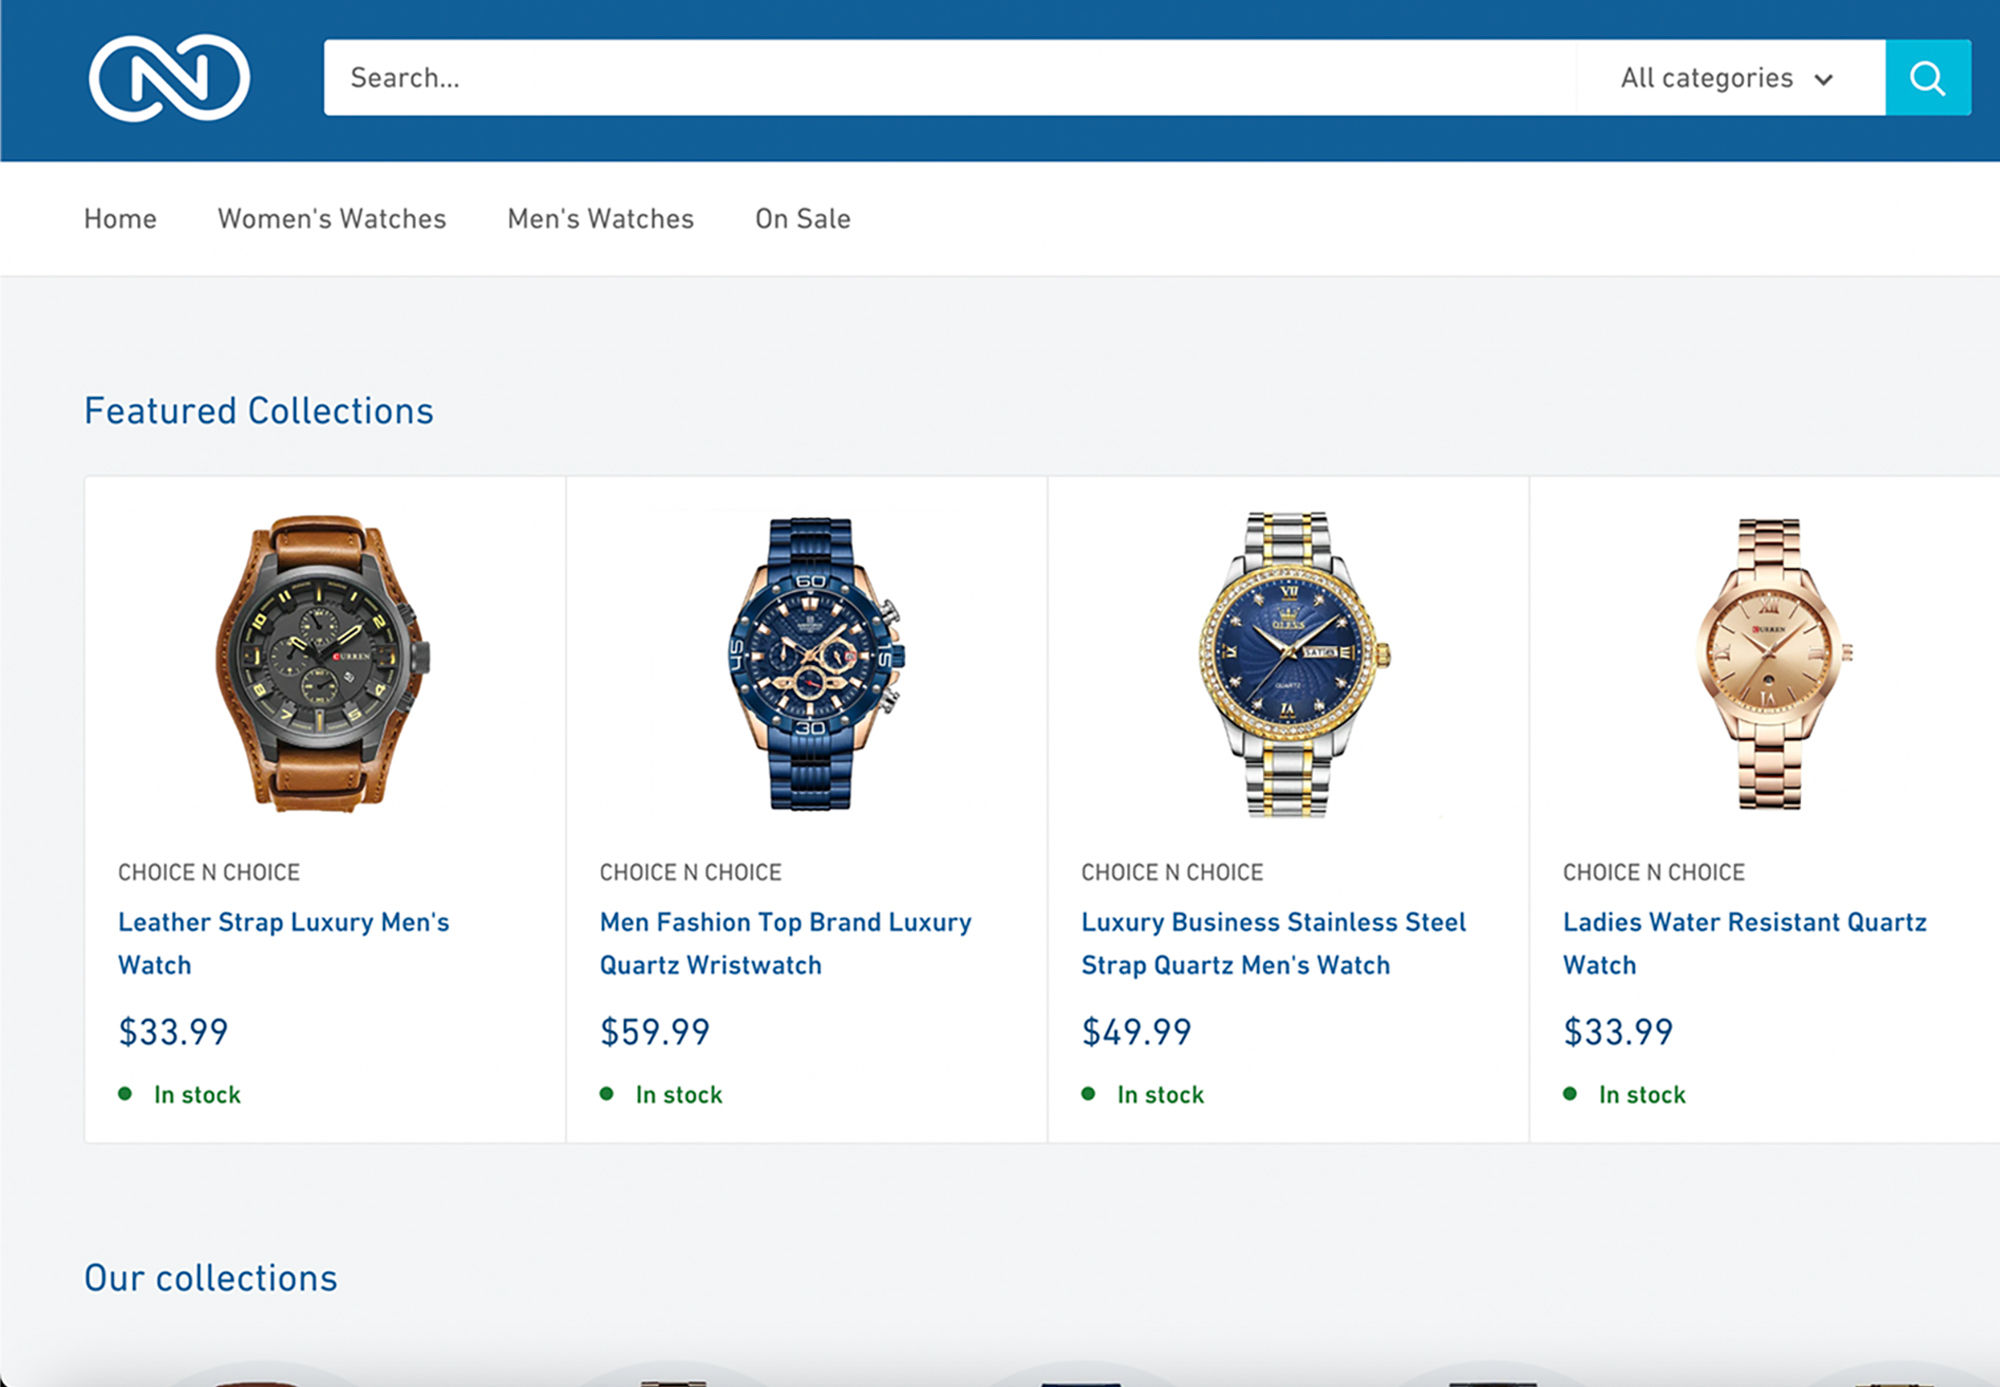 Search...
All categories
Home
Women's Watches
Men's Watches
On Sale
Featured Collections
CHOICE N CHOICE
Leather Strap Luxury Men's
Watch
$33.99
In stock
CHOICE N CHOICE
Men Fashion Top Brand Luxury
Quartz Wristwatch
$59.99
In stock
CHOICE N CHOICE
Luxury Business Stainless Steel
Strap Quartz Men's Watch
$49.99
In stock
CHOICE N CHOICE
Ladies Water Resistant Quartz
Watch
$33.99
In stock
Our collections